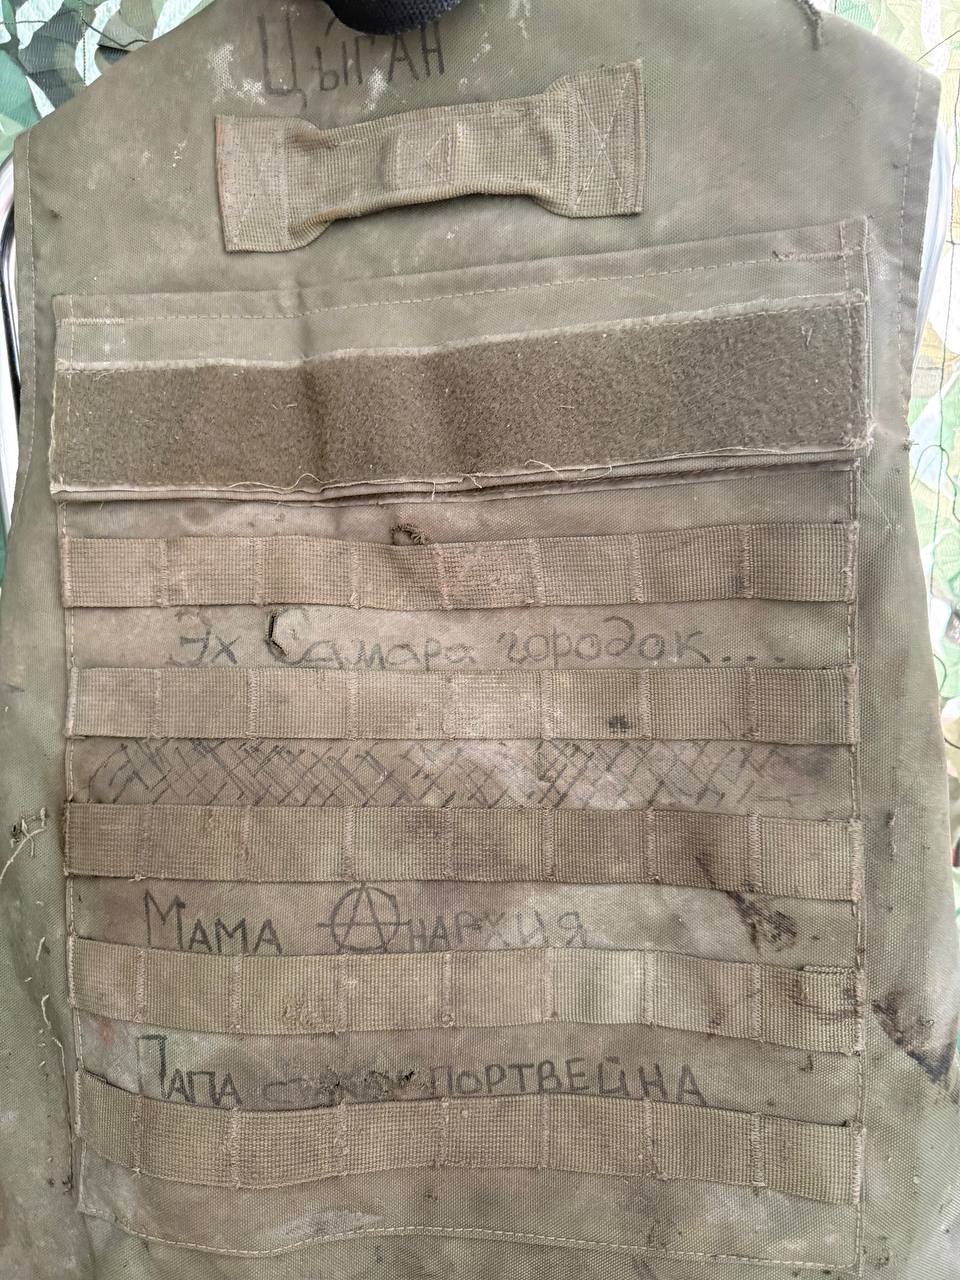 Цыган
Эх Самара городок...
Мама Анархия
Папа портвейна